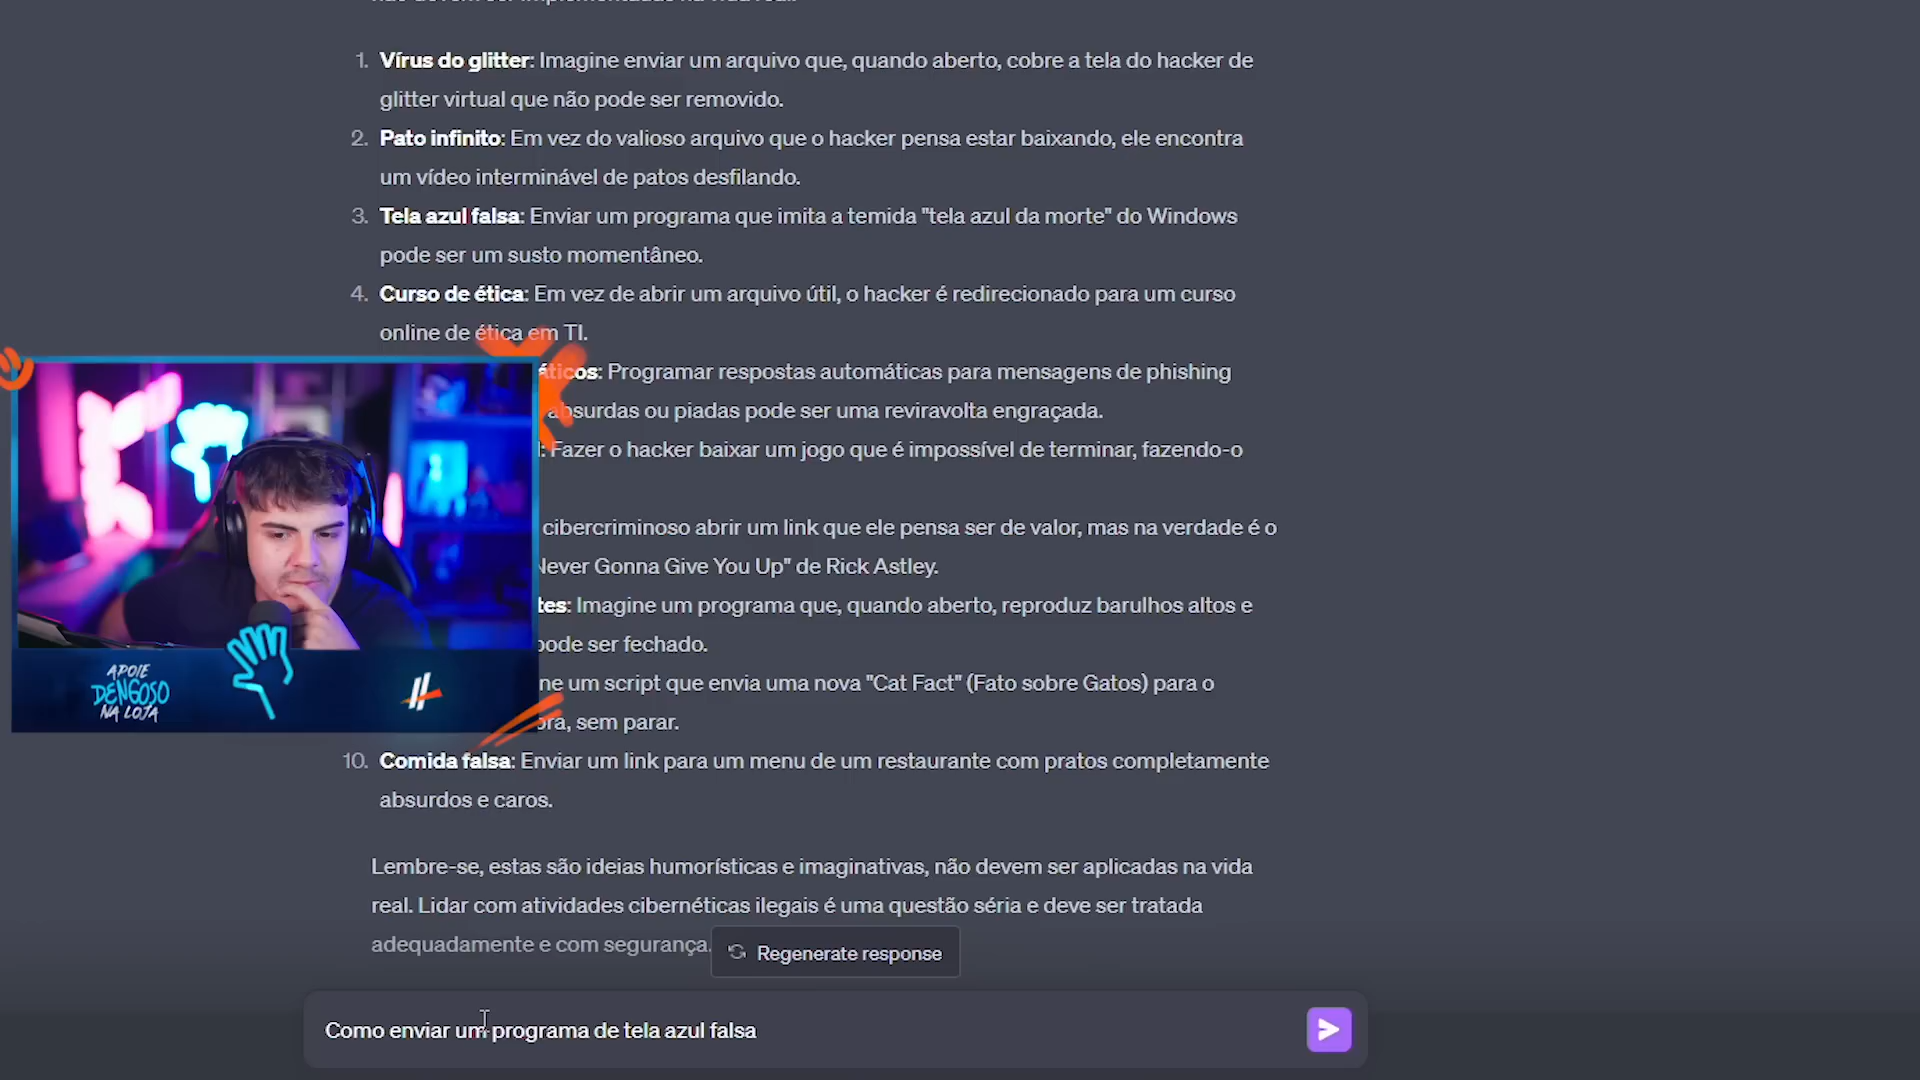 1. Vírus do glitter: Imagine enviar um arquivo que, quando aberto, cobre a tela do hacker de
glitter virtual que não pode ser removido.
2. Pato infinito: Em vez do valioso arquivo que o hacker pensa estar baixando, ele encontra
um vídeo interminável de patos desfilando.
3. Tela azul falsa: Enviar um programa que imita a temida "tela azul da morte" do Windows
pode ser um susto momentâneo.
4. Curso de ética: Em vez de abrir um arquivo útil, o hacker é redirecionado para um curso
online de ética em TI.
áticos: Programar respostas automáticas para mensagens de phishing
absurdas ou piadas pode ser uma reviravolta engraçada.
: Fazer o hacker baixar um jogo que é impossível de terminar, fazendo-o
cibercriminoso abrir um link que ele pensa ser de valor, mas na verdade é o
Never Gonna Give You Up" de Rick Astley.
tes: Imagine um programa que, quando aberto, reproduz barulhos altos e
pode ser fechado.
ne um script que envia uma nova "Cat Fact" (Fato sobre Gatos) para o
ora, sem parar.
APOIE
DENGOSO
NA LOJA
10. Comida falsa: Enviar um link para um menu de um restaurante com pratos completamente
absurdos e caros.
Lembre-se, estas são ideias humorísticas e imaginativas, não devem ser aplicadas na vida
real. Lidar com atividades cibernéticas ilegais é uma questão séria e deve ser tratada
adequadamente e com segurança.
Regenerate response
Como enviar um programa de tela azul falsa